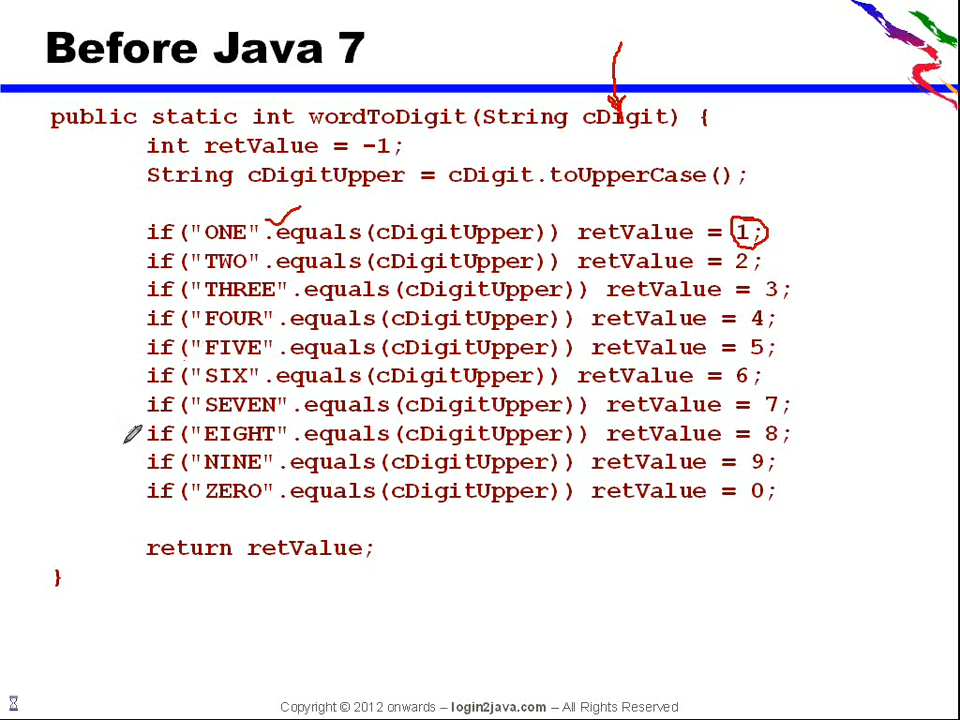 Before Java 7
public static int wordToDigit(String cDigit) {
int retValue = -1;
String cDigitUpper = cDigit.toUpperCase();
if("ONE".equals(cDigitUpper)) retValue = 1;
if("TWO".equals(cDigitUpper)) retValue = 2;
if("THREE".equals(cDigitUpper)) retValue = 3;
if("FOUR".equals(cDigitUpper)) retValue = 4;
if("FIVE".equals(cDigitUpper)) retValue = 5;
if("SIX".equals(cDigitUpper)) retValue = 6;
if("SEVEN".equals(cDigitUpper)) retValue = 7;
if("EIGHT".equals(cDigitUpper)) retValue = 8;
if("NINE".equals(cDigitUpper)) retValue = 9;
if("ZERO".equals(cDigitUpper)) retValue = 0;
return retValue;
}
Copyright © 2012 onwards – login2java.com – All Rights Reserved